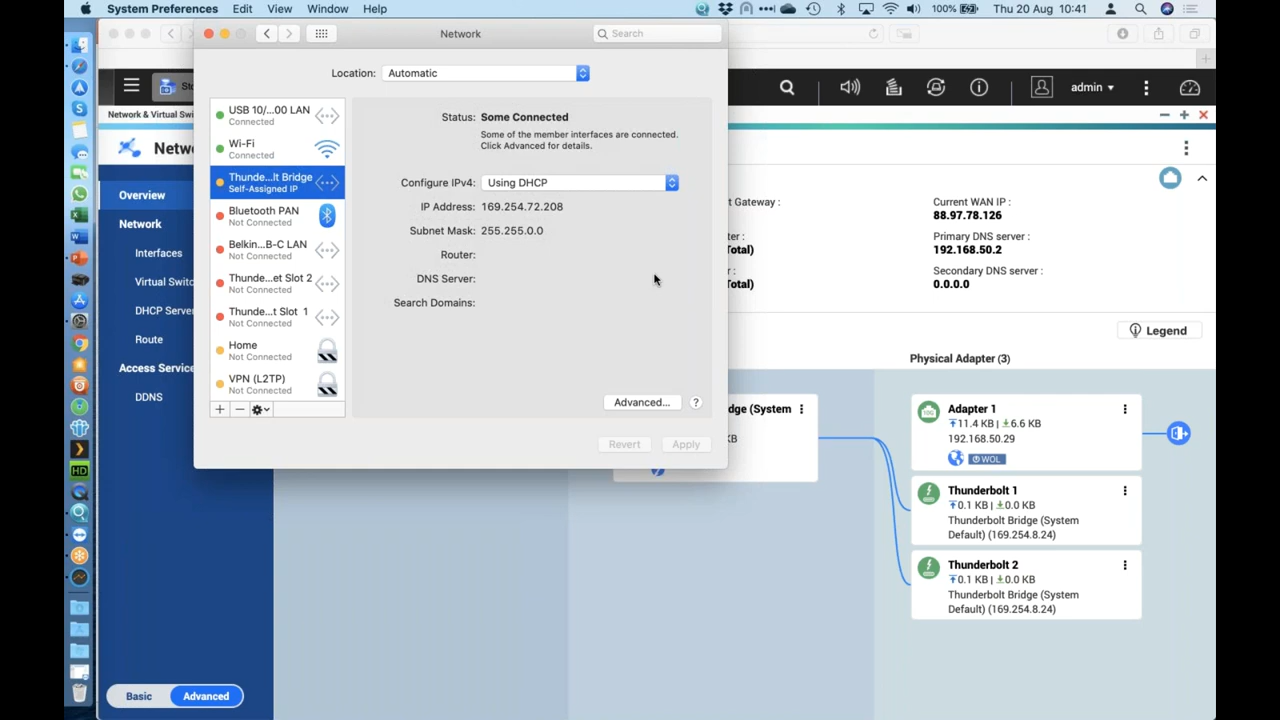 System Preferences Edit View Window Help
100% Thu 20 Aug 10:41
Network
Search
Location: Automatic
USB 10/...00 LAN
Connected
Wi-Fi
Connected
Thunde...lt Bridge
Self-Assigned IP
Bluetooth PAN
Not Connected
Belkin...B-C LAN
Not Connected
Thunde...et Slot 2
Not Connected
Thunde...t Slot 1
Not Connected
Home
Not Connected
VPN (L2TP)
Not Connected
Status: Some Connected
Some of the member interfaces are connected.
Click Advanced for details.
Configure IPv4: Using DHCP
IP Address: 169.254.72.208
Subnet Mask: 255.255.0.0
Router:
DNS Server:
Search Domains:
Advanced... ?
Revert Apply
admin
Network & Virtual Swi
Netw
Overview
Network
Interfaces
Virtual Switc
DHCP Server
Route
Access Service
DDNS
Basic Advanced
t Gateway:
ter :
Total)
r :
otal)
Current WAN IP :
88.97.78.126
Primary DNS server :
192.168.50.2
Secondary DNS server :
0.0.0.0
Legend
Physical Adapter (3)
dge (System
KB
Adapter 1
11.4 KB | 6.6 KB
192.168.50.29
WOL
Thunderbolt 1
0.1 KB | 0.0 KB
Thunderbolt Bridge (System
Default) (169.254.8.24)
Thunderbolt 2
0.1 KB | 0.0 KB
Thunderbolt Bridge (System
Default) (169.254.8.24)
HD